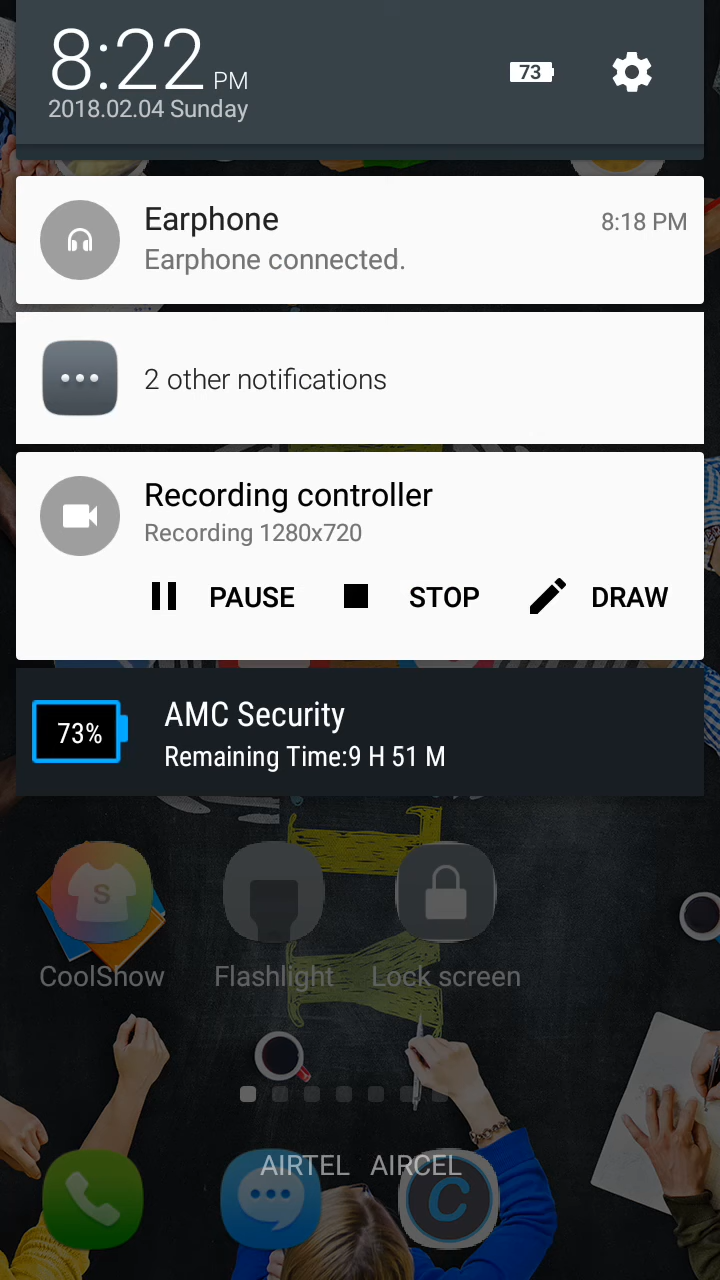 8:22 PM
73
2018.02.04 Sunday
Earphone
8:18 PM
Earphone connected.
2 other notifications
Recording controller
Recording 1280x720
PAUSE STOP DRAW
73%
AMC Security
Remaining Time:9 H 51 M
S
CoolShow Flashlight Lock screen
AIRTEL AIRCEL
C